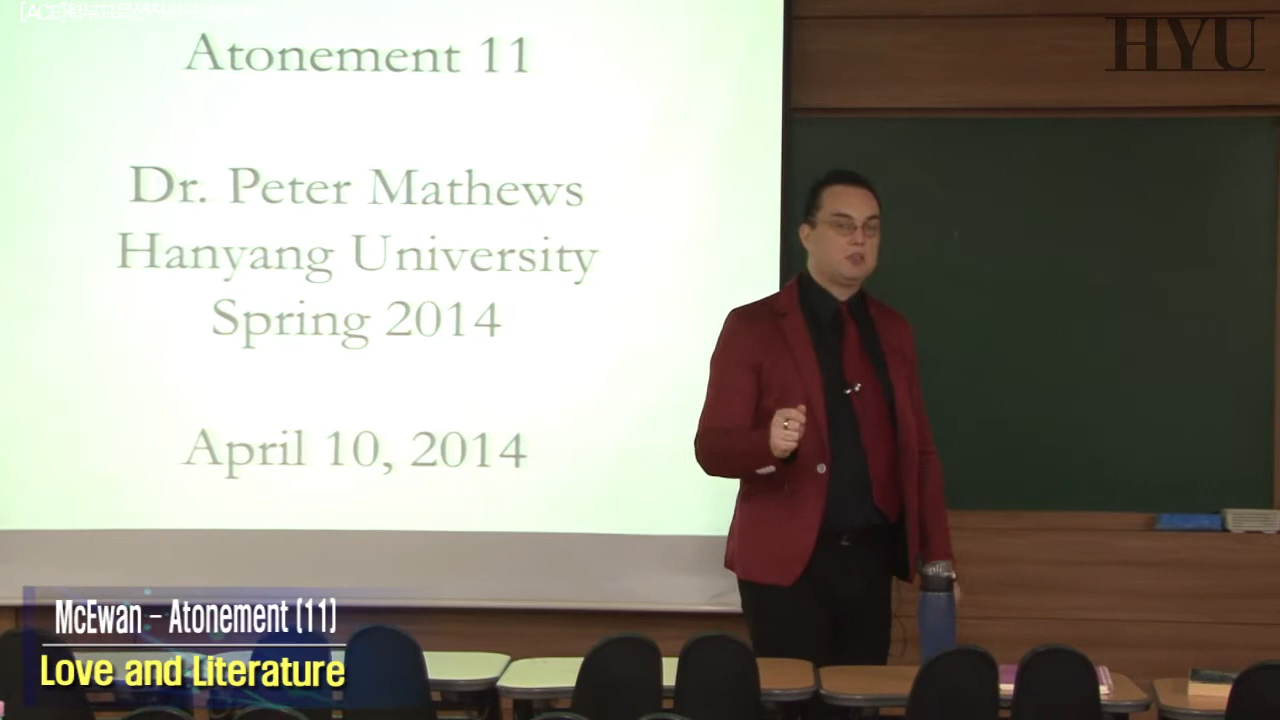 HYU
Atonement 11
Dr. Peter Mathews
Hanyang University
Spring 2014
April 10, 2014
McEwan - Atonement (11)
Love and Literature